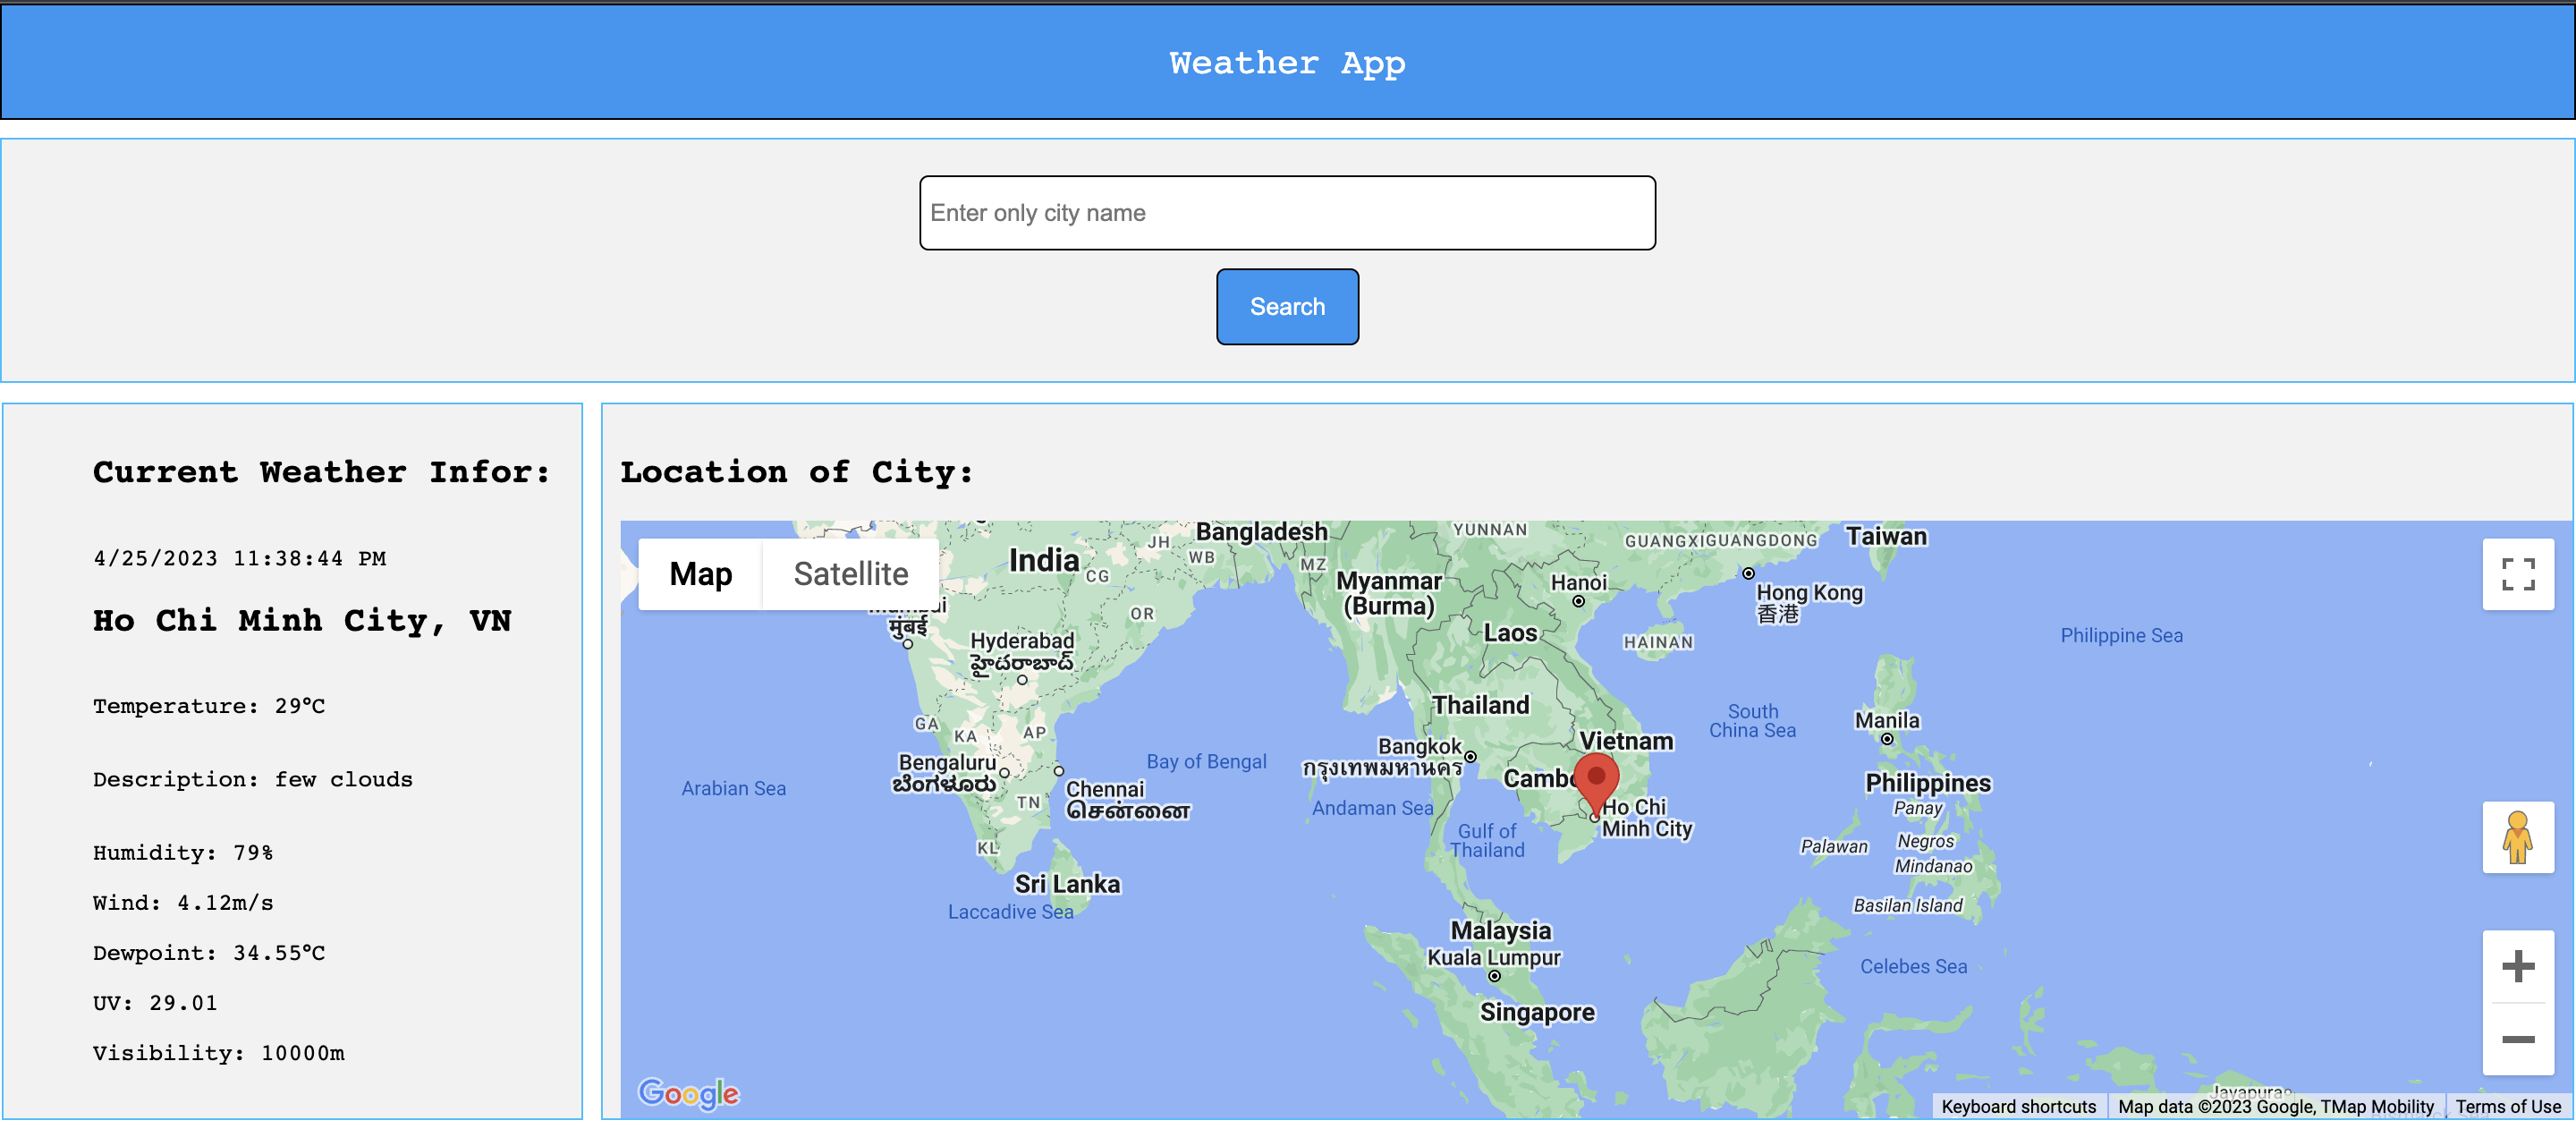 Weather App
Enter only city name
Search
Current Weather Infor:
4/25/2023 11:38:44 PM
Ho Chi Minh City, VN
Temperature: 29°C
Description: few clouds
Humidity: 79%
Wind: 4.12m/s
Dewpoint: 34.55°C
UV: 29.01
Visibility: 10000m
Location of City:
Map
Satellite
India
JH
WB
CG
OR
Bangladesh
MZ
YUNNAN
GUANGXI
GUANGDONG
Taiwan
Myanmar
(Burma)
Hanoi
Hong Kong
香港
Laos
HAINAN
Philippine Sea
Mumbai
मुंबई
Hyderabad
హైదరాబాద్
GA
KA
AP
Thailand
South
China Sea
Manila
Vietnam
Bangkok
กรุงเทพมหานคร
Bay of Bengal
Bengaluru
ಬೆಂಗಳೂರು
Chennai
சென்னை
TN
Arabian Sea
Andaman Sea
Gulf of
Thailand
Ho Chi
Minh City
Philippines
Panay
Negros
Palawan
Mindanao
Basilan Island
KL
Sri Lanka
Laccadive Sea
Malaysia
Kuala Lumpur
Celebes Sea
Singapore
Google
Keyboard shortcuts
Map data ©2023 Google, TMap Mobility
Terms of Use